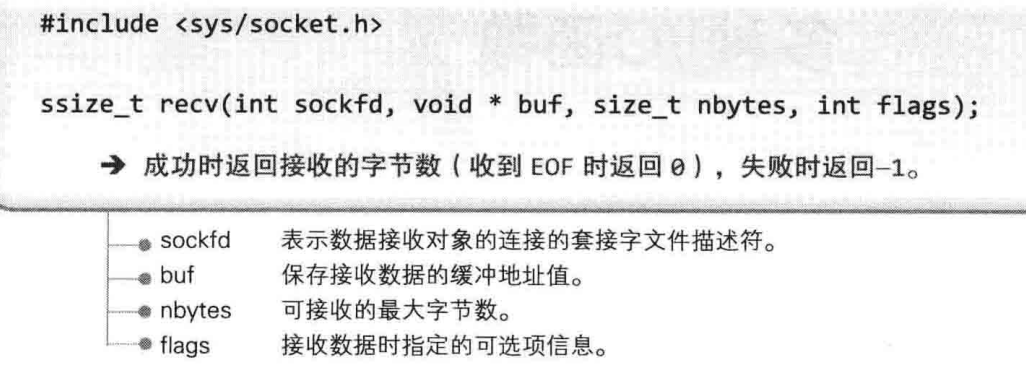 #include <sys/socket.h>
ssize_t recv(int sockfd, void * buf, size_t nbytes, int flags);
➔ 成功时返回接收的字节数（收到 EOF 时返回 0），失败时返回–1。
sockfd 表示数据接收对象的连接的套接字文件描述符。
buf 保存接收数据的缓冲地址值。
nbytes 可接收的最大字节数。
flags 接收数据时指定的可选项信息。